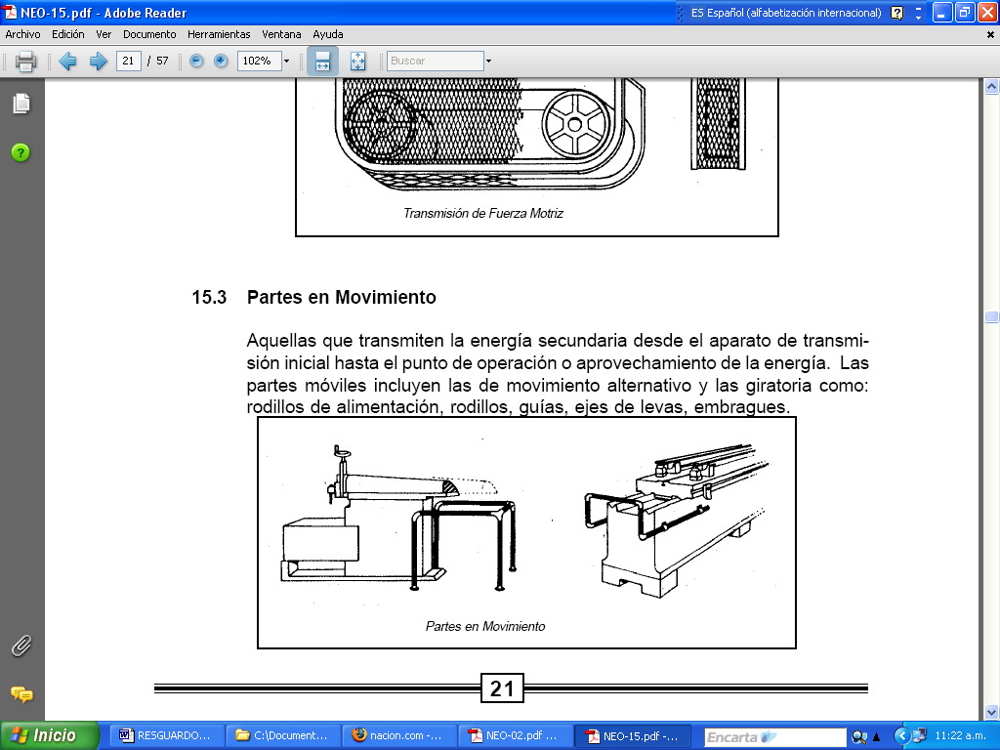 NEO-15.pdf - Adobe Reader
ES Español (alfabetización internacional)
Archivo Edición Ver Documento Herramientas Ventana Ayuda
21 / 57 102% Buscar
Transmisión de Fuerza Motriz
15.3 Partes en Movimiento
Aquellas que transmiten la energía secundaria desde el aparato de transmi-
sión inicial hasta el punto de operación o aprovechamiento de la energía. Las
partes móviles incluyen las de movimiento alternativo y las giratoria como:
rodillos de alimentación, rodillos, guías, ejes de levas, embragues.
Partes en Movimiento
21
Inicio RESGUARDO... C:\Document... nacion.com -... NEO-02.pdf ... NEO-15.pdf -... Encarta 11:22 a.m.